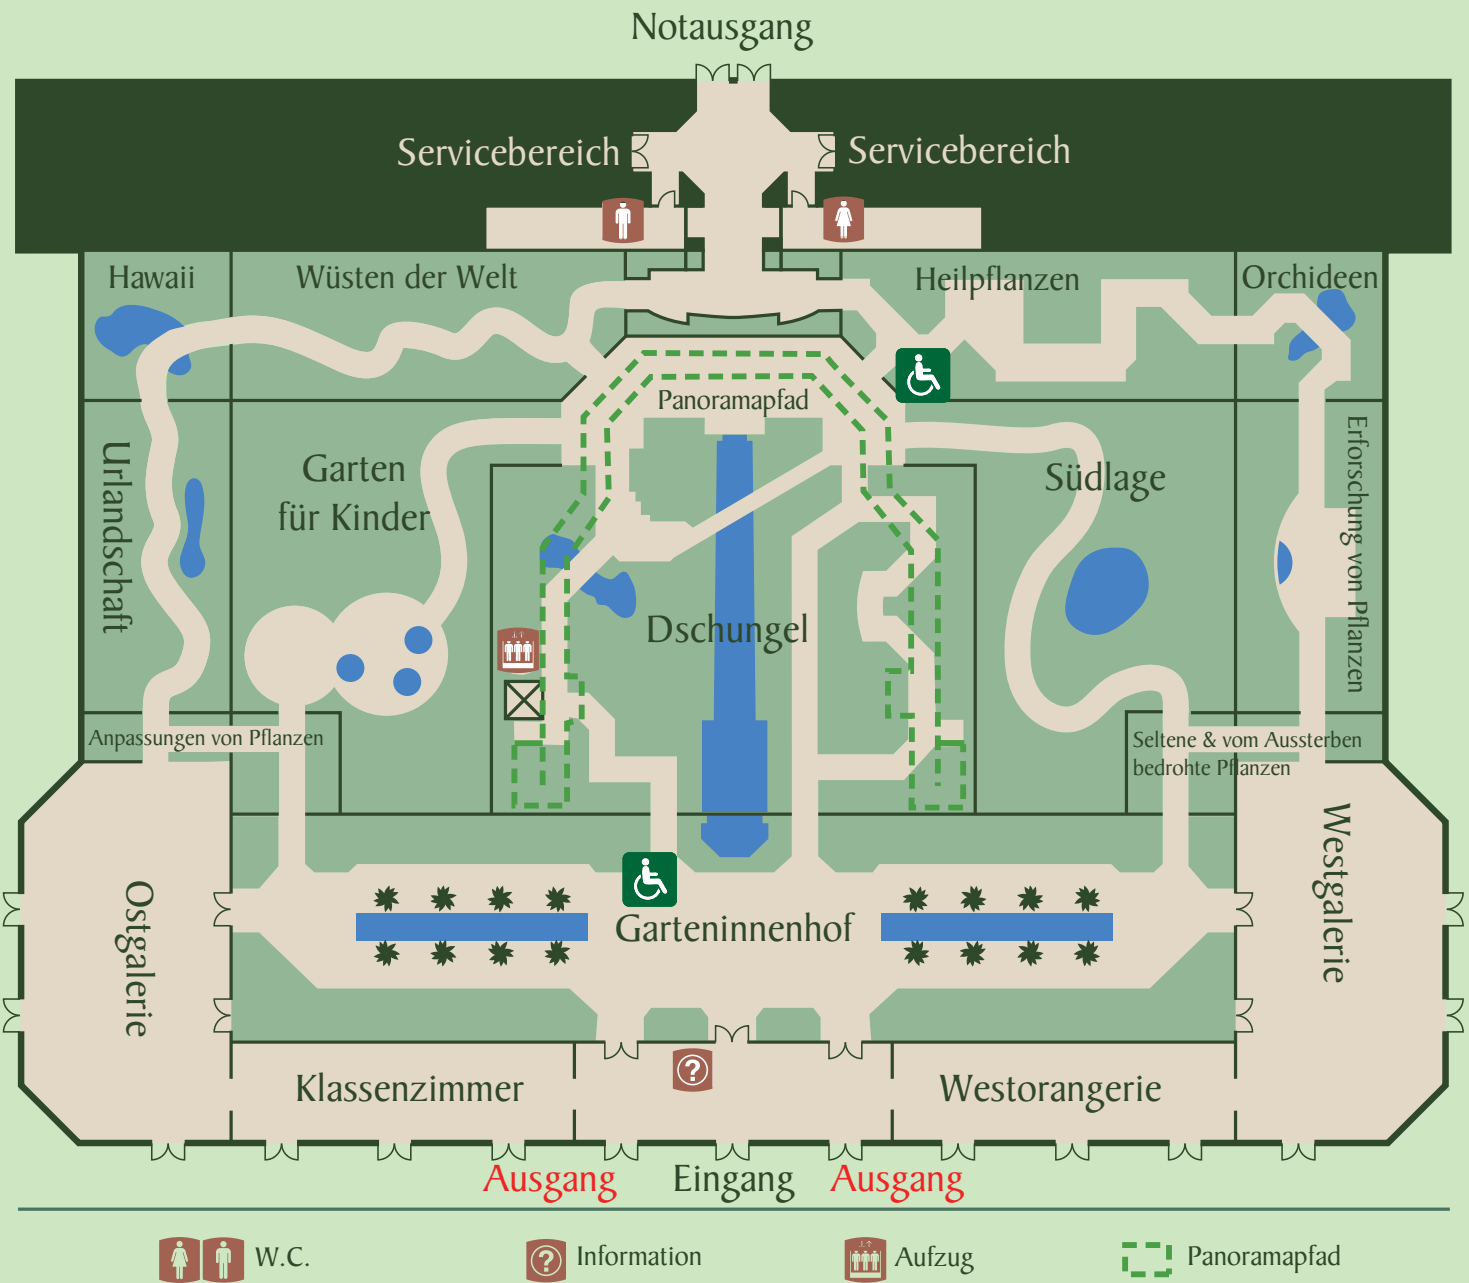 Notausgang
Servicebereich
Servicebereich
Hawaii
Wüsten der Welt
Heilpflanzen
Orchideen
Panoramapfad
Urlandschaft
Garten
für Kinder
Dschungel
Südlage
Erforschung von Pflanzen
Anpassungen von Pflanzen
Seltene & vom Aussterben
bedrohte Pflanzen
Ostgalerie
Garteninnenhof
Westgalerie
Klassenzimmer
?
Westorangerie
Ausgang
Eingang
Ausgang
W.C.
?
Information
Aufzug
Panoramapfad